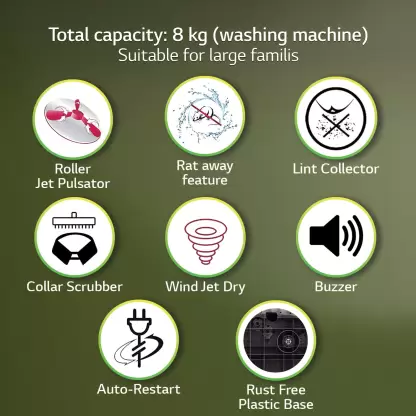 Total capacity: 8 kg (washing machine)
Suitable for large familis
Roller
Jet Pulsator
Rat away
feature
Lint Collector
Collar Scrubber
Wind Jet Dry
Buzzer
Auto-Restart
Rust Free
Plastic Base